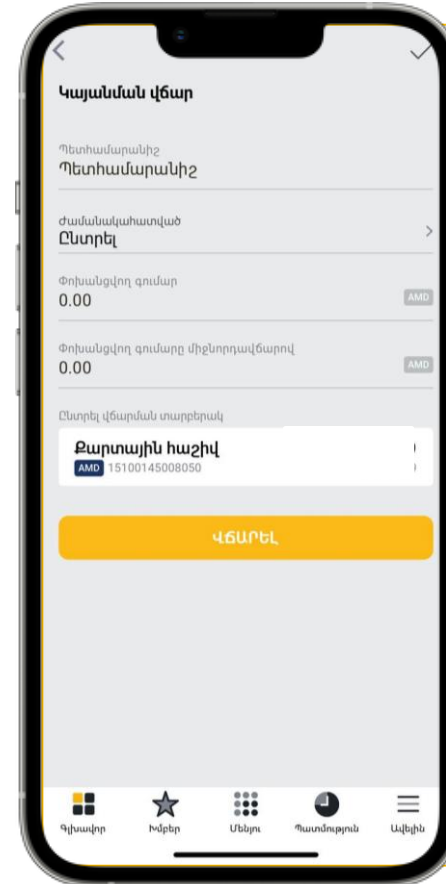 Կայանման վճար
Պետհամարանիշ
Պետհամարանիշ
Ժամանակահատված
Ընտրել
Փոխանցվող գումար
0.00 AMD
Փոխանցվող գումարը միջնորդավճարով
0.00 AMD
Ընտրել վճարման տարբերակ
Քարտային հաշիվ
AMD 15100145008050
ՎՃԱՐԵԼ
Գլխավոր Խմբեր Մենյու Պատմություն Ավելին